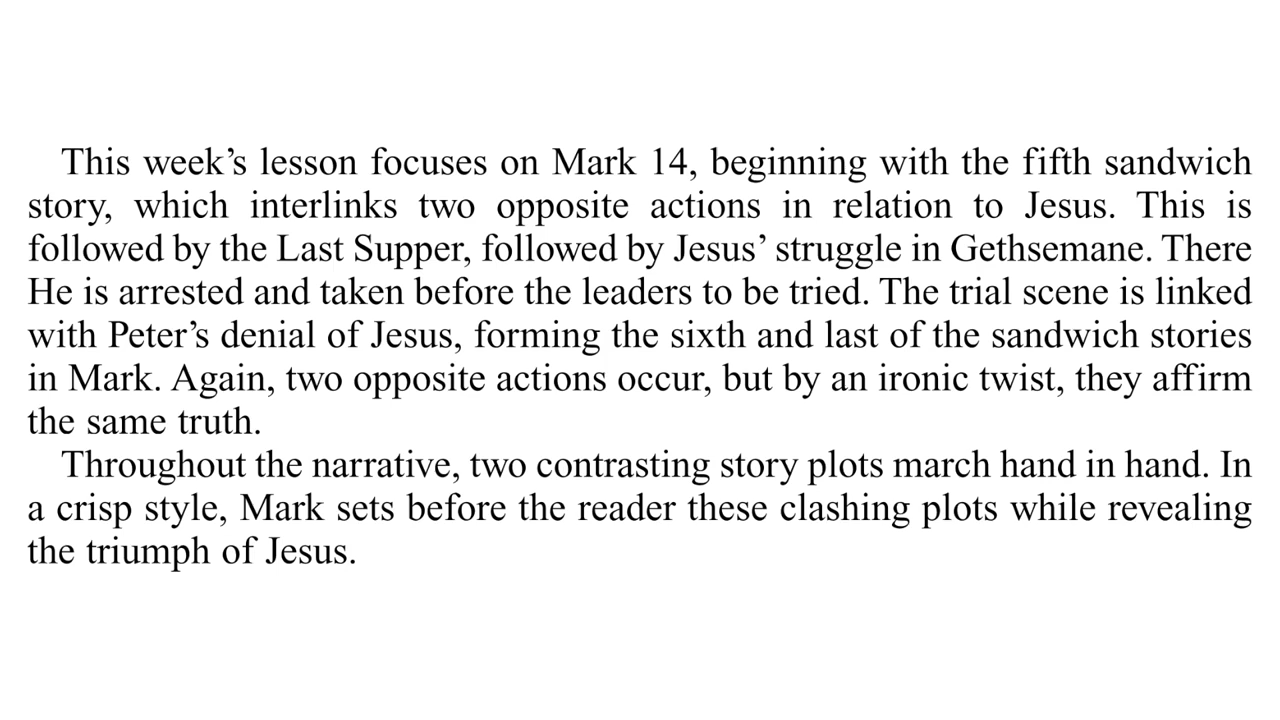 This week’s lesson focuses on Mark 14, beginning with the fifth sandwich
story, which interlinks two opposite actions in relation to Jesus. This is
followed by the Last Supper, followed by Jesus’ struggle in Gethsemane. There
He is arrested and taken before the leaders to be tried. The trial scene is linked
with Peter’s denial of Jesus, forming the sixth and last of the sandwich stories
in Mark. Again, two opposite actions occur, but by an ironic twist, they affirm
the same truth.
Throughout the narrative, two contrasting story plots march hand in hand. In
a crisp style, Mark sets before the reader these clashing plots while revealing
the triumph of Jesus.